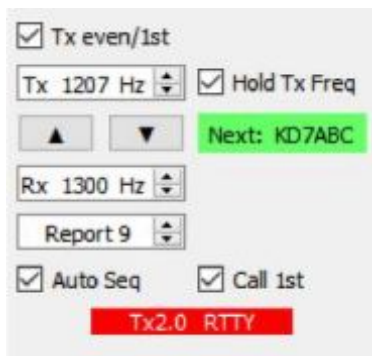 Tx even/1st
Tx 1207 Hz Hold Tx Freq
▲ ▼ Next: KD7ABC
Rx 1300 Hz
Report 9
Auto Seq Call 1st
Tx2.0 RTTY